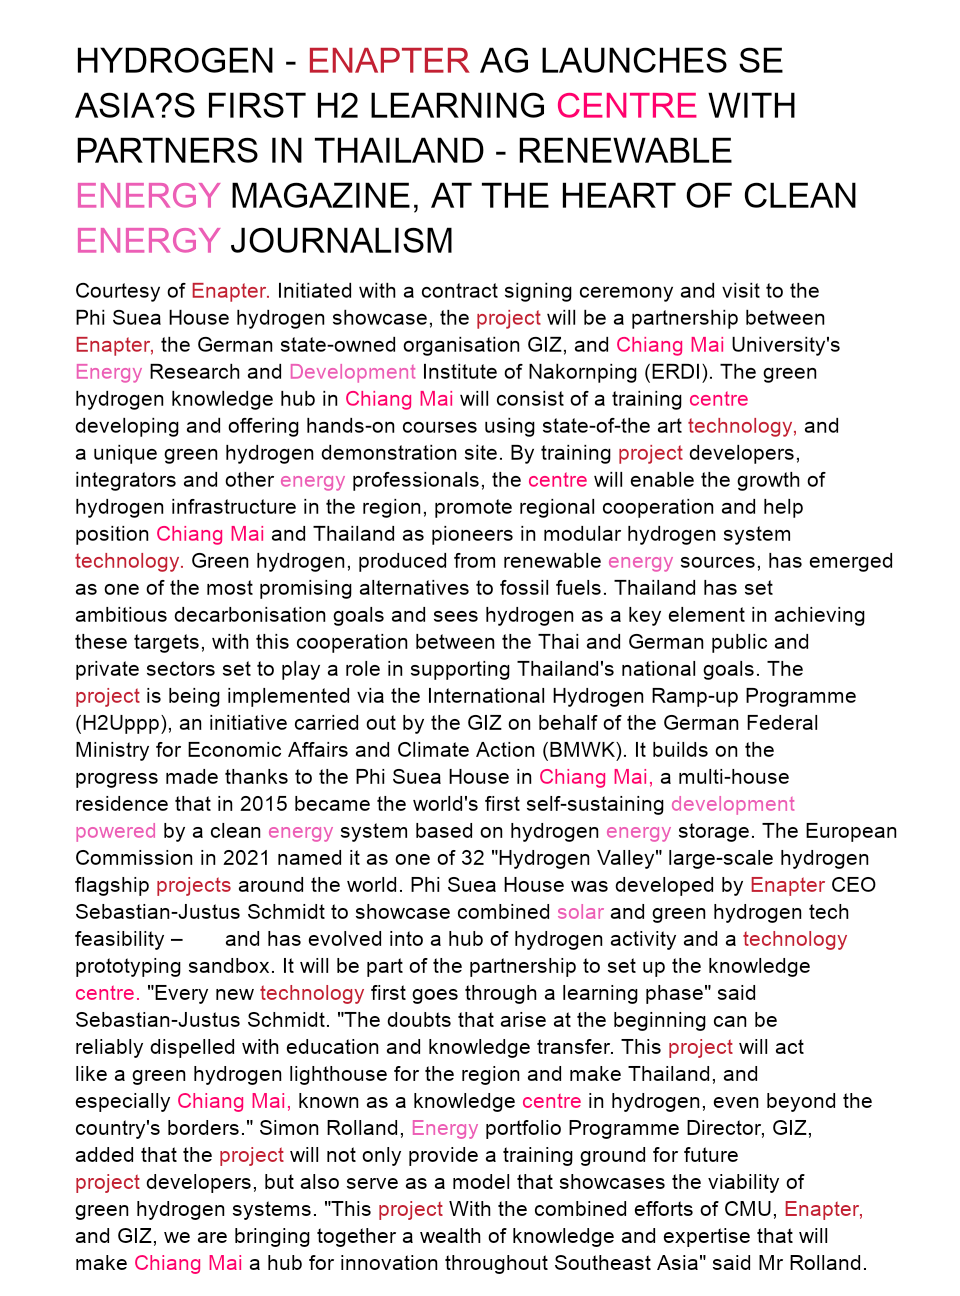 HYDROGEN - ENAPTER AG LAUNCHES SE
ASIA?S FIRST H2 LEARNING CENTRE WITH
PARTNERS IN THAILAND - RENEWABLE
ENERGY MAGAZINE, AT THE HEART OF CLEAN
ENERGY JOURNALISM
Courtesy of Enapter. Initiated with a contract signing ceremony and visit to the
Phi Suea House hydrogen showcase, the project will be a partnership between
Enapter, the German state-owned organisation GIZ, and Chiang Mai University's
Energy Research and Development Institute of Nakornping (ERDI). The green
hydrogen knowledge hub in Chiang Mai will consist of a training centre
developing and offering hands-on courses using state-of-the art technology, and
a unique green hydrogen demonstration site. By training project developers,
integrators and other energy professionals, the centre will enable the growth of
hydrogen infrastructure in the region, promote regional cooperation and help
position Chiang Mai and Thailand as pioneers in modular hydrogen system
technology. Green hydrogen, produced from renewable energy sources, has emerged
as one of the most promising alternatives to fossil fuels. Thailand has set
ambitious decarbonisation goals and sees hydrogen as a key element in achieving
these targets, with this cooperation between the Thai and German public and
private sectors set to play a role in supporting Thailand's national goals. The
project is being implemented via the International Hydrogen Ramp-up Programme
(H2Uppp), an initiative carried out by the GIZ on behalf of the German Federal
Ministry for Economic Affairs and Climate Action (BMWK). It builds on the
progress made thanks to the Phi Suea House in Chiang Mai, a multi-house
residence that in 2015 became the world's first self-sustaining development
powered by a clean energy system based on hydrogen energy storage. The European
Commission in 2021 named it as one of 32 "Hydrogen Valley" large-scale hydrogen
flagship projects around the world. Phi Suea House was developed by Enapter CEO
Sebastian-Justus Schmidt to showcase combined solar and green hydrogen tech
feasibility – and has evolved into a hub of hydrogen activity and a technology
prototyping sandbox. It will be part of the partnership to set up the knowledge
centre. "Every new technology first goes through a learning phase" said
Sebastian-Justus Schmidt. "The doubts that arise at the beginning can be
reliably dispelled with education and knowledge transfer. This project will act
like a green hydrogen lighthouse for the region and make Thailand, and
especially Chiang Mai, known as a knowledge centre in hydrogen, even beyond the
country's borders." Simon Rolland, Energy portfolio Programme Director, GIZ,
added that the project will not only provide a training ground for future
project developers, but also serve as a model that showcases the viability of
green hydrogen systems. "This project With the combined efforts of CMU, Enapter,
and GIZ, we are bringing together a wealth of knowledge and expertise that will
make Chiang Mai a hub for innovation throughout Southeast Asia" said Mr Rolland.